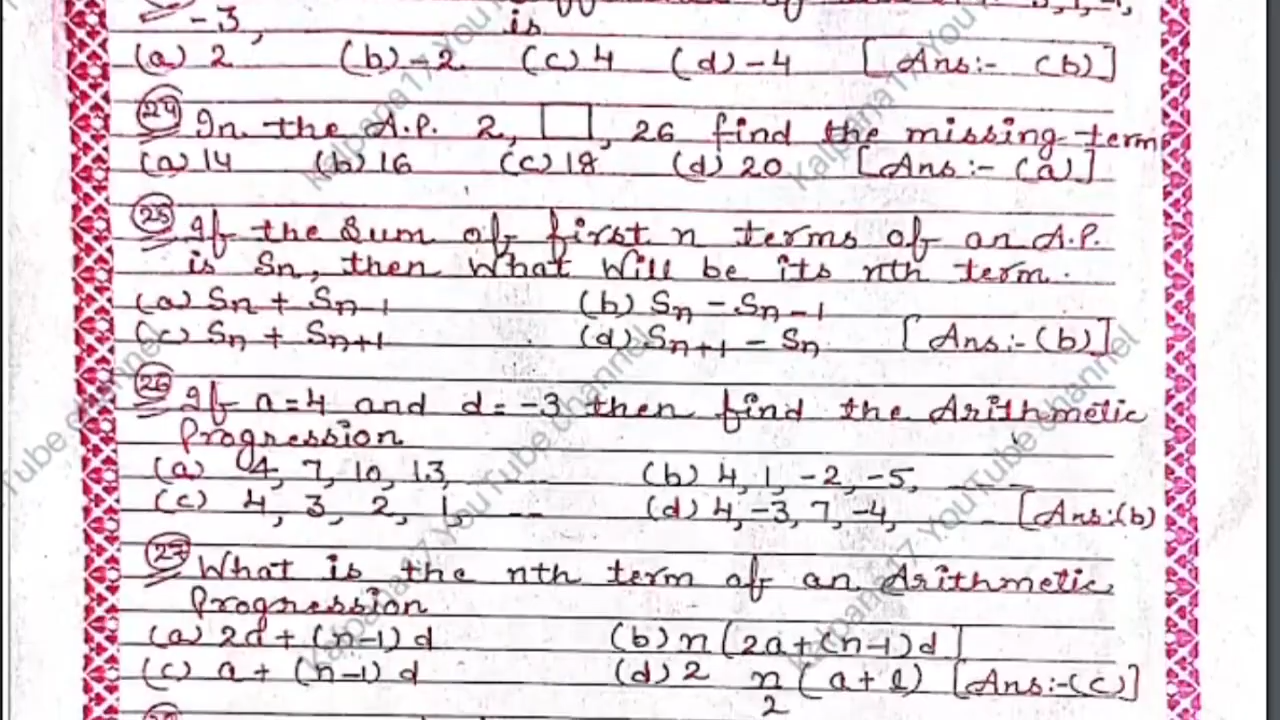 -3, is
(a) 2 (b) -2 (c) 4 (d) -4 [Ans:- (b)]
(24) In the A.P. 2, □, 26 find the missing term
(a) 14 (b) 16 (c) 18 (d) 20 [Ans:- (a)]
(25) If the Sum of first n terms of an A.P.
is Sn, then What Will be its nth term.
(a) Sn + Sn-1 (b) Sn - Sn-1
(c) Sn + Sn+1 (d) Sn+1 - Sn [Ans:- (b)]
(26) If a = 4 and d = -3 then find the Arithmetic
Progression
(a) 4, 7, 10, 13, ...... (b) 4, 1, -2, -5, ......
(c) 4, 3, 2, 1, ...... (d) 4, -3, 7, -4, ...... [Ans:(b)
(27) What is the nth term of an Arithmetic
Progression
(a) 2a + (n-1) d (b) n [2a + (n-1) d]
(c) a + (n-1) d (d) 2 n/2 (a + l) [Ans:-(c)]
Kalpana17 YouTube Channel